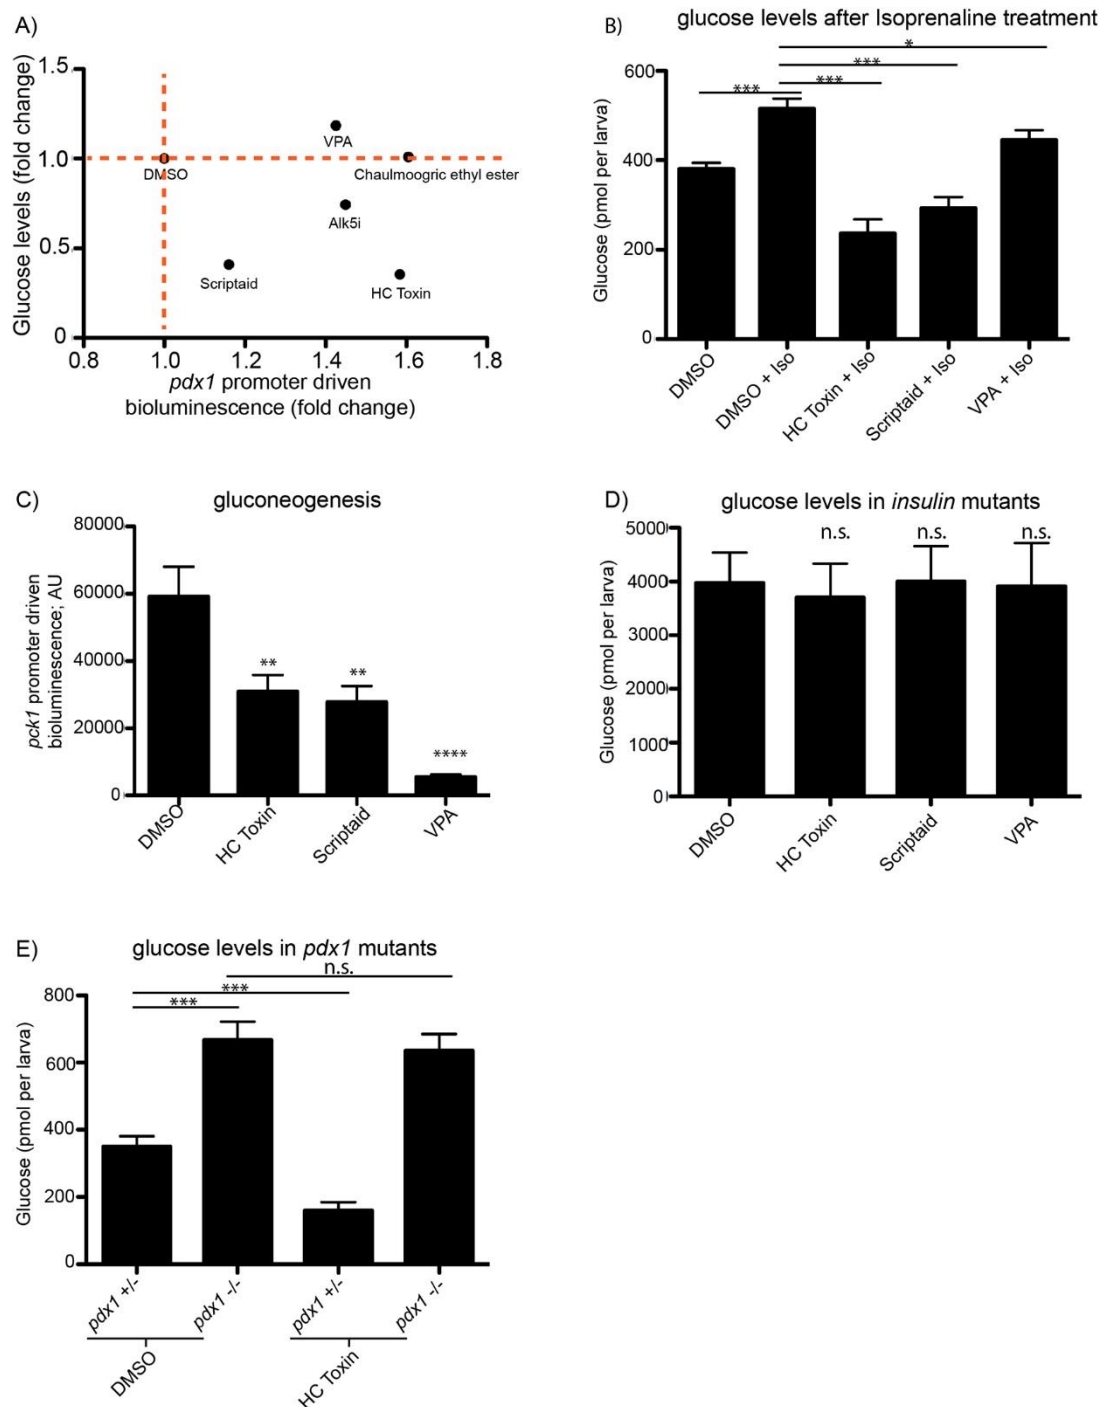 A)
Glucose levels (fold change)
1.5
1.0
0.5
0
DMSO
VPA
Chaulmoogric ethyl ester
Alk5i
Scriptaid
HC Toxin
0.8 1.0 1.2 1.4 1.6 1.8
pdx1 promoter driven
bioluminescence (fold change)
B)
glucose levels after Isoprenaline treatment
Glucose (pmol per larva)
600
400
200
0
*
***
***
***
DMSO
DMSO + Iso
HC Toxin + Iso
Scriptaid + Iso
VPA + Iso
C)
gluconeogenesis
pck1 promoter driven
bioluminescence; AU
80000
60000
40000
20000
0
**
**
****
DMSO
HC Toxin
Scriptaid
VPA
D)
glucose levels in insulin mutants
Glucose (pmol per larva)
5000
4000
3000
2000
1000
0
n.s. n.s. n.s.
DMSO
HC Toxin
Scriptaid
VPA
E)
glucose levels in pdx1 mutants
Glucose (pmol per larva)
800
600
400
200
0
n.s.
***
***
pdx1 +/-
pdx1 -/-
pdx1 +/-
pdx1 -/-
DMSO
HC Toxin